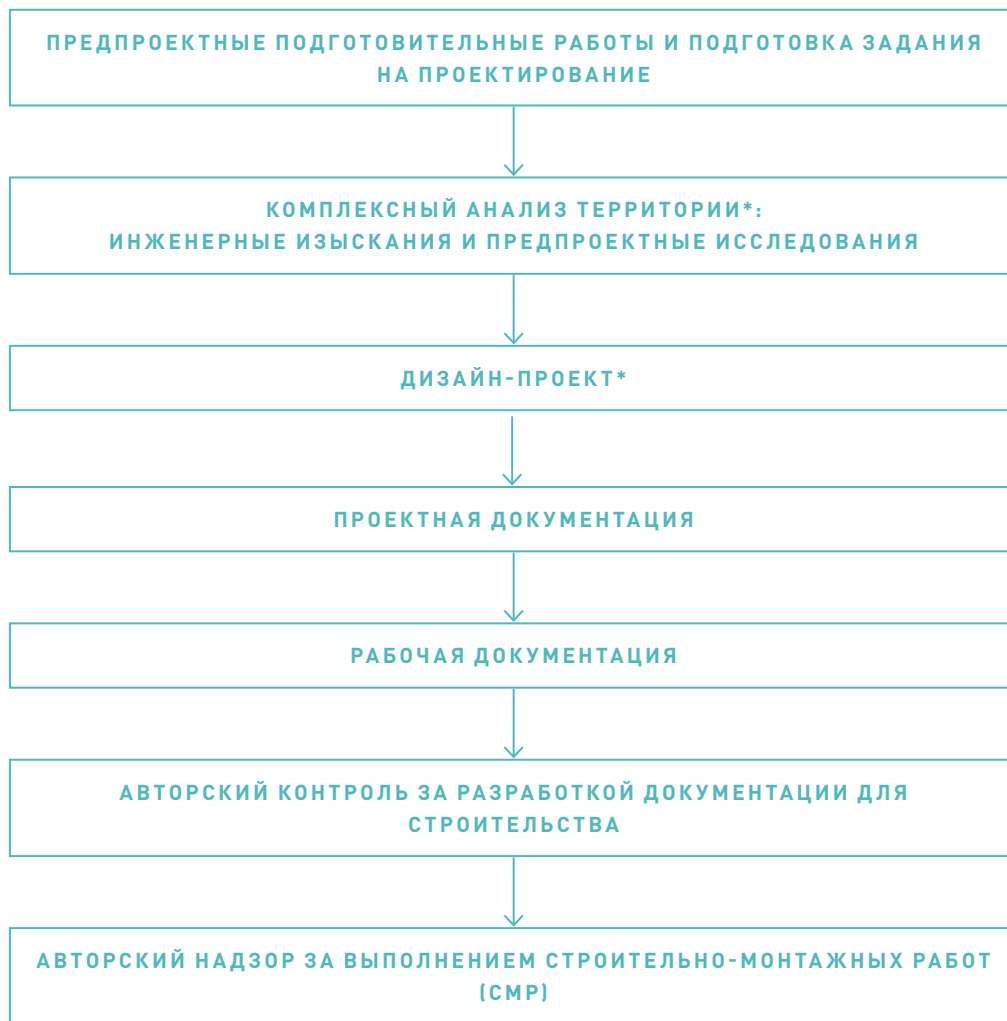 ПРЕДПРОЕКТНЫЕ ПОДГОТОВИТЕЛЬНЫЕ РАБОТЫ И ПОДГОТОВКА ЗАДАНИЯ
НА ПРОЕКТИРОВАНИЕ
КОМПЛЕКСНЫЙ АНАЛИЗ ТЕРРИТОРИИ*:
ИНЖЕНЕРНЫЕ ИЗЫСКАНИЯ И ПРЕДПРОЕКТНЫЕ ИССЛЕДОВАНИЯ
ДИЗАЙН-ПРОЕКТ*
ПРОЕКТНАЯ ДОКУМЕНТАЦИЯ
РАБОЧАЯ ДОКУМЕНТАЦИЯ
АВТОРСКИЙ КОНТРОЛЬ ЗА РАЗРАБОТКОЙ ДОКУМЕНТАЦИИ ДЛЯ
СТРОИТЕЛЬСТВА
АВТОРСКИЙ НАДЗОР ЗА ВЫПОЛНЕНИЕМ СТРОИТЕЛЬНО-МОНТАЖНЫХ РАБОТ
(СМР)